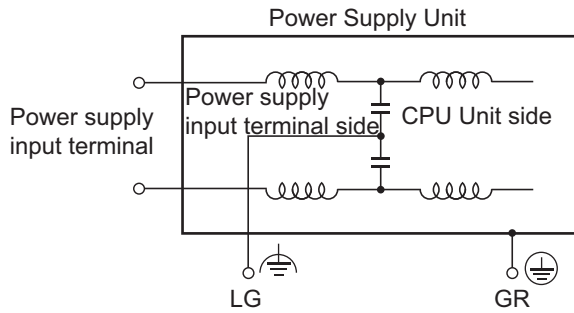 Power Supply Unit
Power supply
input terminal
Power supply
input terminal side
CPU Unit side
LG
GR